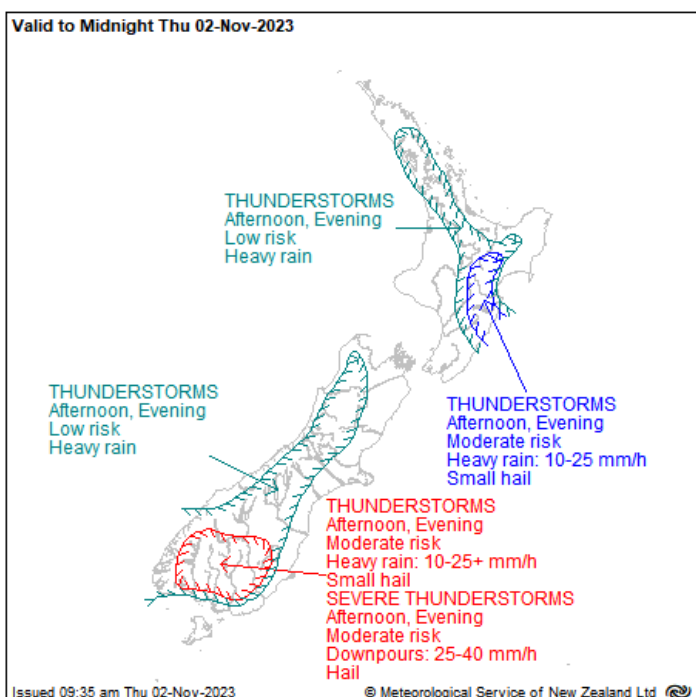 Valid to Midnight Thu 02-Nov-2023
THUNDERSTORMS
Afternoon, Evening
Low risk
Heavy rain
THUNDERSTORMS
Afternoon, Evening
Low risk
Heavy rain
THUNDERSTORMS
Afternoon, Evening
Moderate risk
Heavy rain: 10-25 mm/h
Small hail
THUNDERSTORMS
Afternoon, Evening
Moderate risk
Heavy rain: 10-25+ mm/h
Small hail
SEVERE THUNDERSTORMS
Afternoon, Evening
Moderate risk
Downpours: 25-40 mm/h
Hail
Issued 09:35 am Thu 02-Nov-2023
© Meteorological Service of New Zealand Ltd